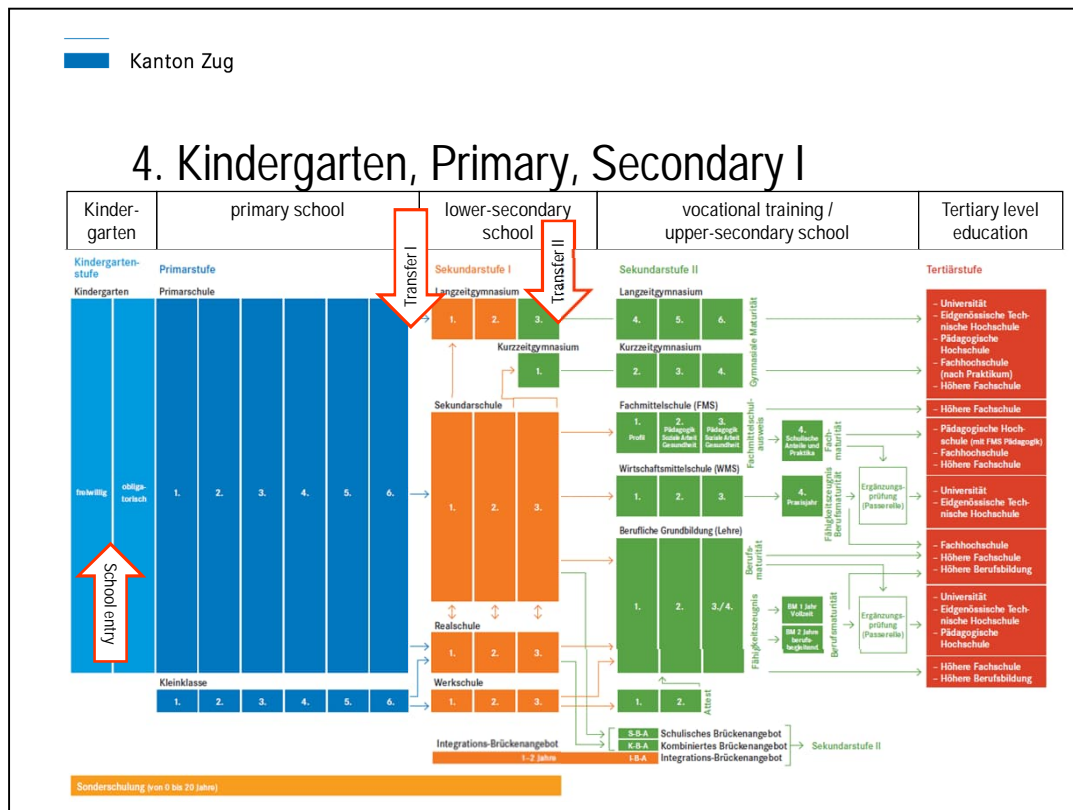 Kanton Zug
4. Kindergarten, Primary, Secondary I
Kinder-
garten
primary school
lower-secondary
school
vocational training /
upper-secondary school
Tertiary level
education
Transfer I
Transfer II
School entry
Kindergarten-
stufe
Primarstufe
Sekundarstufe I
Sekundarstufe II
Tertiärstufe
Kindergarten
Primarschule
Langzeitgymnasium
Langzeitgymnasium
freiwillig
obliga-
torisch
1. 2. 3. 4. 5. 6.
1. 2. 3.
4. 5. 6.
Gymnasiale Maturität
– Universität
– Eidgenössische Tech-
nische Hochschule
– Pädagogische
Hochschule
– Fachhochschule
(nach Praktikum)
– Höhere Fachschule
Kurzzeitgymnasium
Kurzzeitgymnasium
1.
2. 3. 4.
Sekundarschule
1. 2. 3.
Fachmittelschule (FMS)
1.
Profil
2.
Pädagogik
Soziale Arbeit
Gesundheit
3.
Pädagogik
Soziale Arbeit
Gesundheit
Fachmittelschul-
ausweis
4.
Schulische
Anteile und
Praktika
Fach-
maturität
– Höhere Fachschule
– Pädagogische Hoch-
schule (mit FMS Pädagogik)
– Fachhochschule
– Höhere Fachschule
Wirtschaftsmittelschule (WMS)
1. 2. 3.
4.
Praxisjahr
Fähigkeitszeugnis
Berufsmaturität
Ergänzungs-
prüfung
(Passerelle)
– Universität
– Eidgenössische Tech-
nische Hochschule
Berufliche Grundbildung (Lehre)
1. 2. 3./4.
Berufs-
maturität
Fähigkeitszeugnis
BM 1 Jahr
Vollzeit
BM 2 Jahre
berufs-
begleitend
Berufsmaturität
Ergänzungs-
prüfung
(Passerelle)
– Fachhochschule
– Höhere Fachschule
– Höhere Berufsbildung
– Universität
– Eidgenössische Tech-
nische Hochschule
– Pädagogische
Hochschule
– Höhere Fachschule
– Höhere Berufsbildung
Realschule
1. 2. 3.
Kleinklasse
1. 2. 3. 4. 5. 6.
Werkschule
1. 2. 3.
1. 2.
Attest
S-B-A Schulisches Brückenangebot
K-B-A Kombiniertes Brückenangebot
Sekundarstufe II
Integrations-Brückenangebot
1–2 Jahre
I-B-A Integrations-Brückenangebot
Sonderschulung (von 0 bis 20 Jahre)